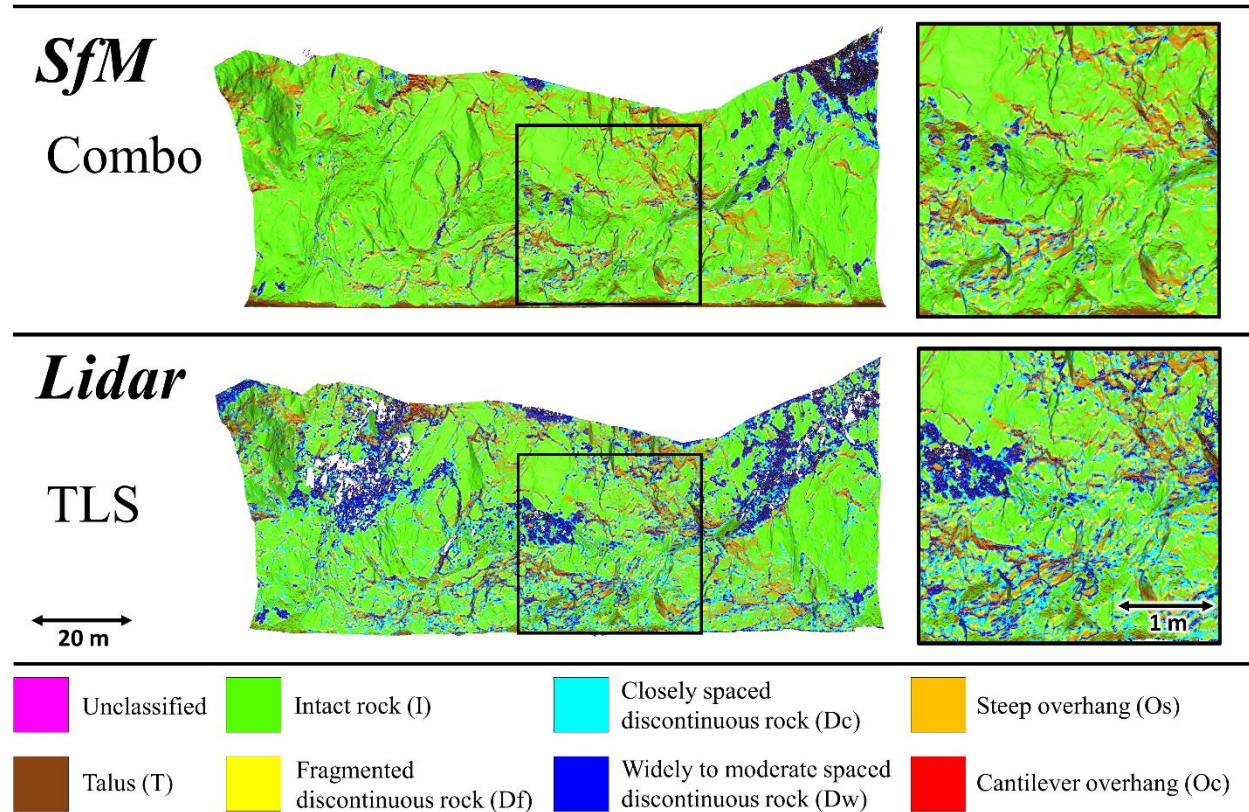 SfM
Combo
Lidar
TLS
20 m
1 m
Unclassified
Intact rock (I)
Closely spaced
discontinuous rock (Dc)
Steep overhang (Os)
Talus (T)
Fragmented
discontinuous rock (Df)
Widely to moderate spaced
discontinuous rock (Dw)
Cantilever overhang (Oc)